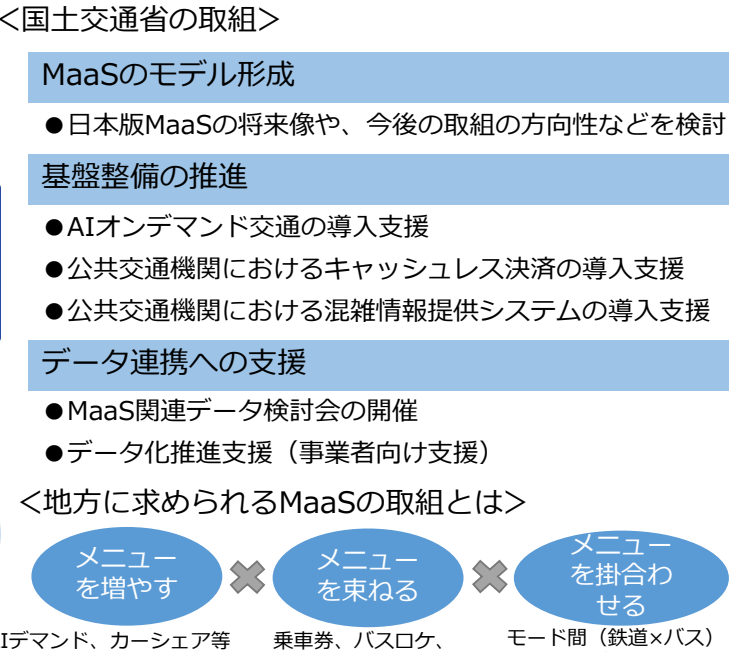 <国土交通省の取組>
MaaSのモデル形成
●日本版MaaSの将来像や、今後の取組の方向性などを検討
基盤整備の推進
●AIオンデマンド交通の導入支援
●公共交通機関におけるキャッシュレス決済の導入支援
●公共交通機関における混雑情報提供システムの導入支援
データ連携への支援
●MaaS関連データ検討会の開催
●データ化推進支援（事業者向け支援）
<地方に求められるMaaSの取組とは>
メニュー
を増やす
メニュー
を束ねる
メニュー
を掛合わ
せる
Iデマンド、カーシェア等
乗車券、バスロケ、
モード間（鉄道×バス）